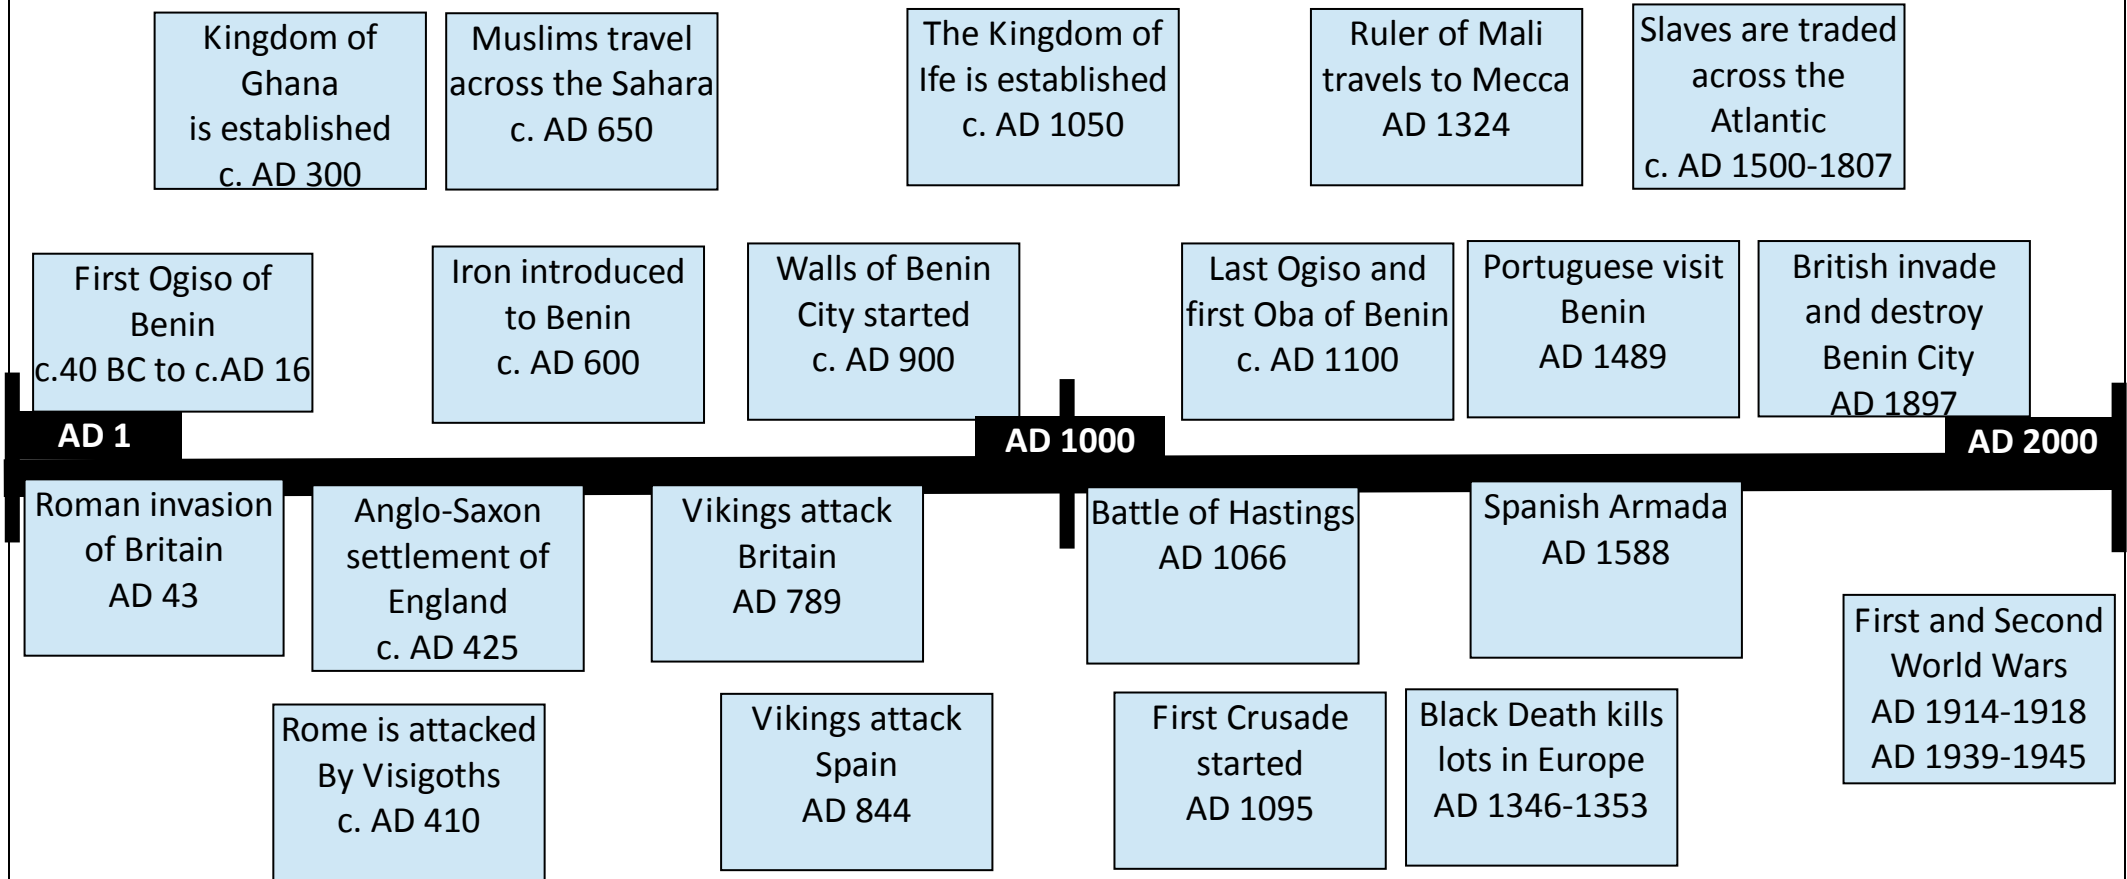 Kingdom of
Ghana
is established
c. AD 300
Muslims travel
across the Sahara
c. AD 650
The Kingdom of
Ife is established
c. AD 1050
Ruler of Mali
travels to Mecca
AD 1324
Slaves are traded
across the
Atlantic
c. AD 1500-1807
First Ogiso of
Benin
c.40 BC to c.AD 16
Iron introduced
to Benin
c. AD 600
Walls of Benin
City started
c. AD 900
Last Ogiso and
first Oba of Benin
c. AD 1100
Portuguese visit
Benin
AD 1489
British invade
and destroy
Benin City
AD 1897
AD 1
AD 1000
AD 2000
Roman invasion
of Britain
AD 43
Anglo-Saxon
settlement of
England
c. AD 425
Vikings attack
Britain
AD 789
Battle of Hastings
AD 1066
Spanish Armada
AD 1588
First and Second
World Wars
AD 1914-1918
AD 1939-1945
Rome is attacked
By Visigoths
c. AD 410
Vikings attack
Spain
AD 844
First Crusade
started
AD 1095
Black Death kills
lots in Europe
AD 1346-1353